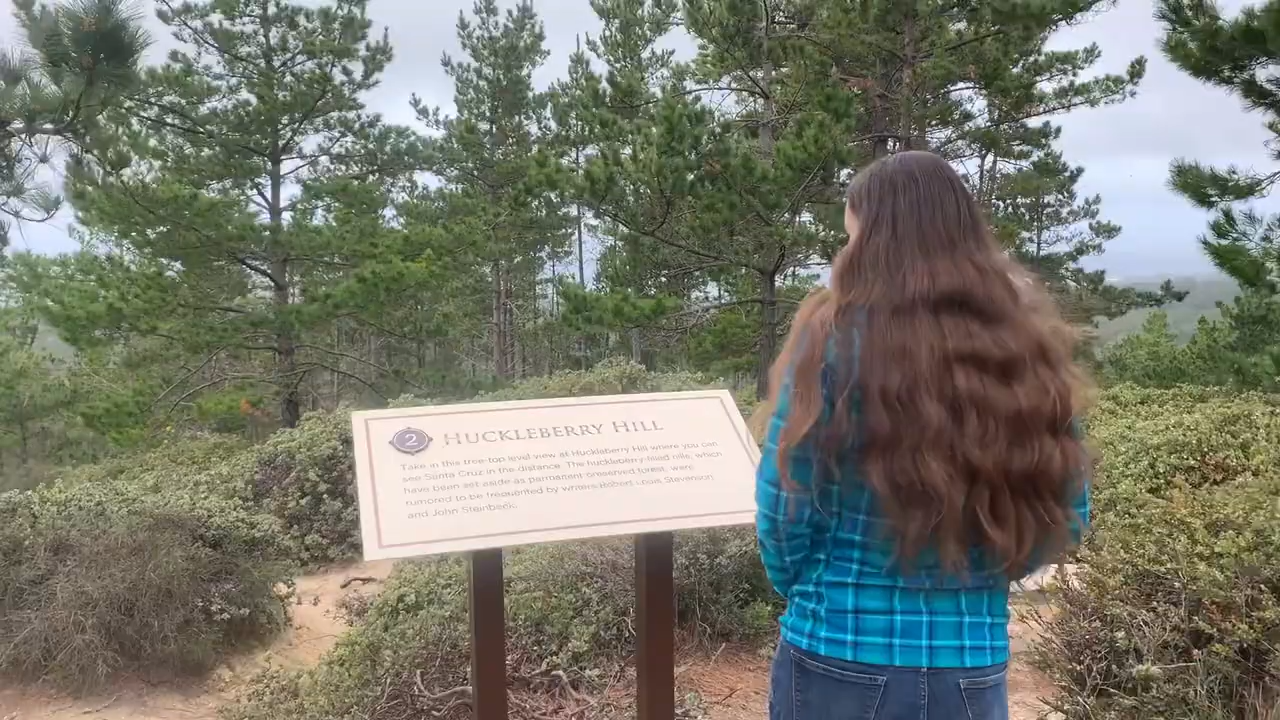 2 HUCKLEBERRY HILL
Take in this tree-top level view at Huckleberry Hill where you can
see Santa Cruz in the distance. The huckleberry-filled hills, which
have been set aside as permanent preserved forest, were
rumored to be frequented by writers Robert Louis Stevenson
and John Steinbeck.